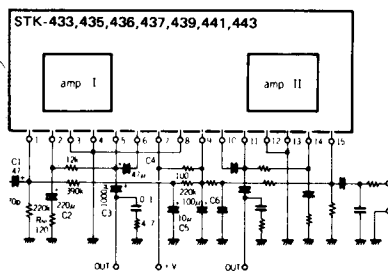 STK-433,435,436,437,439,441,443
amp I
amp II
1 2 3 4 5 6 7 8 9 10 11 12 13 14 15
C1
47
12k
47μ
C4
100
390k
220k
220μ
C2
120
1000μ
C3
0.1
4.7
220k
100μ
C6
10μ
C5
OUT
+V
OUT